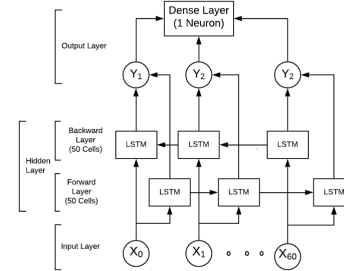 Dense Layer
(1 Neuron)
Output Layer
Y1
Y2
Y2
Backward
Layer
(50 Cells)
LSTM
LSTM
LSTM
Hidden
Layer
Forward
Layer
(50 Cells)
LSTM
LSTM
LSTM
Input Layer
X0
X1
X60